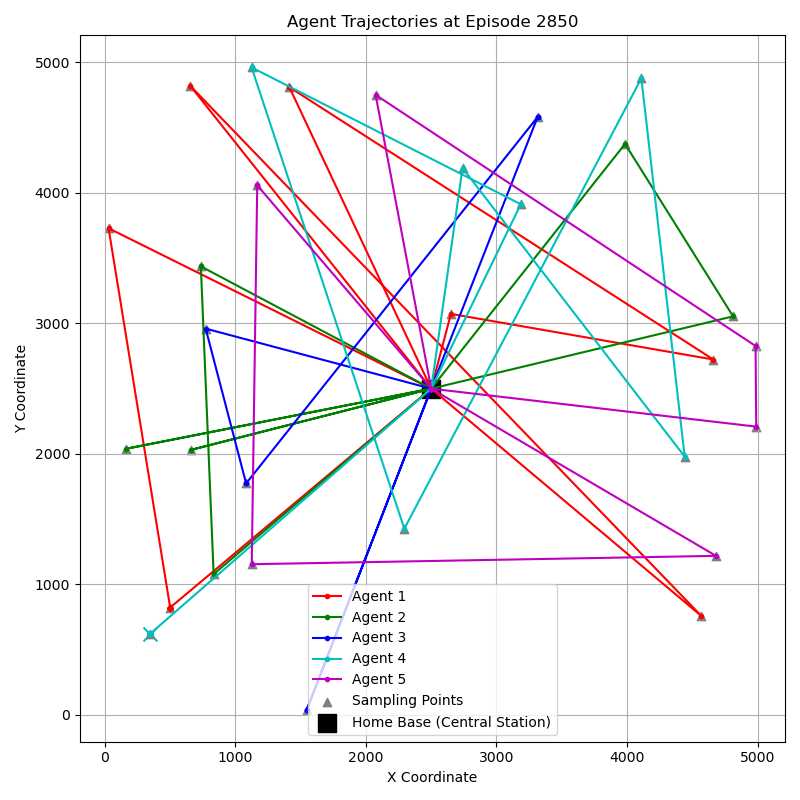 Agent Trajectories at Episode 2850
5000
4000
3000
2000
1000
0
Y Coordinate
0 1000 2000 3000 4000 5000
X Coordinate
Agent 1
Agent 2
Agent 3
Agent 4
Agent 5
Sampling Points
Home Base (Central Station)